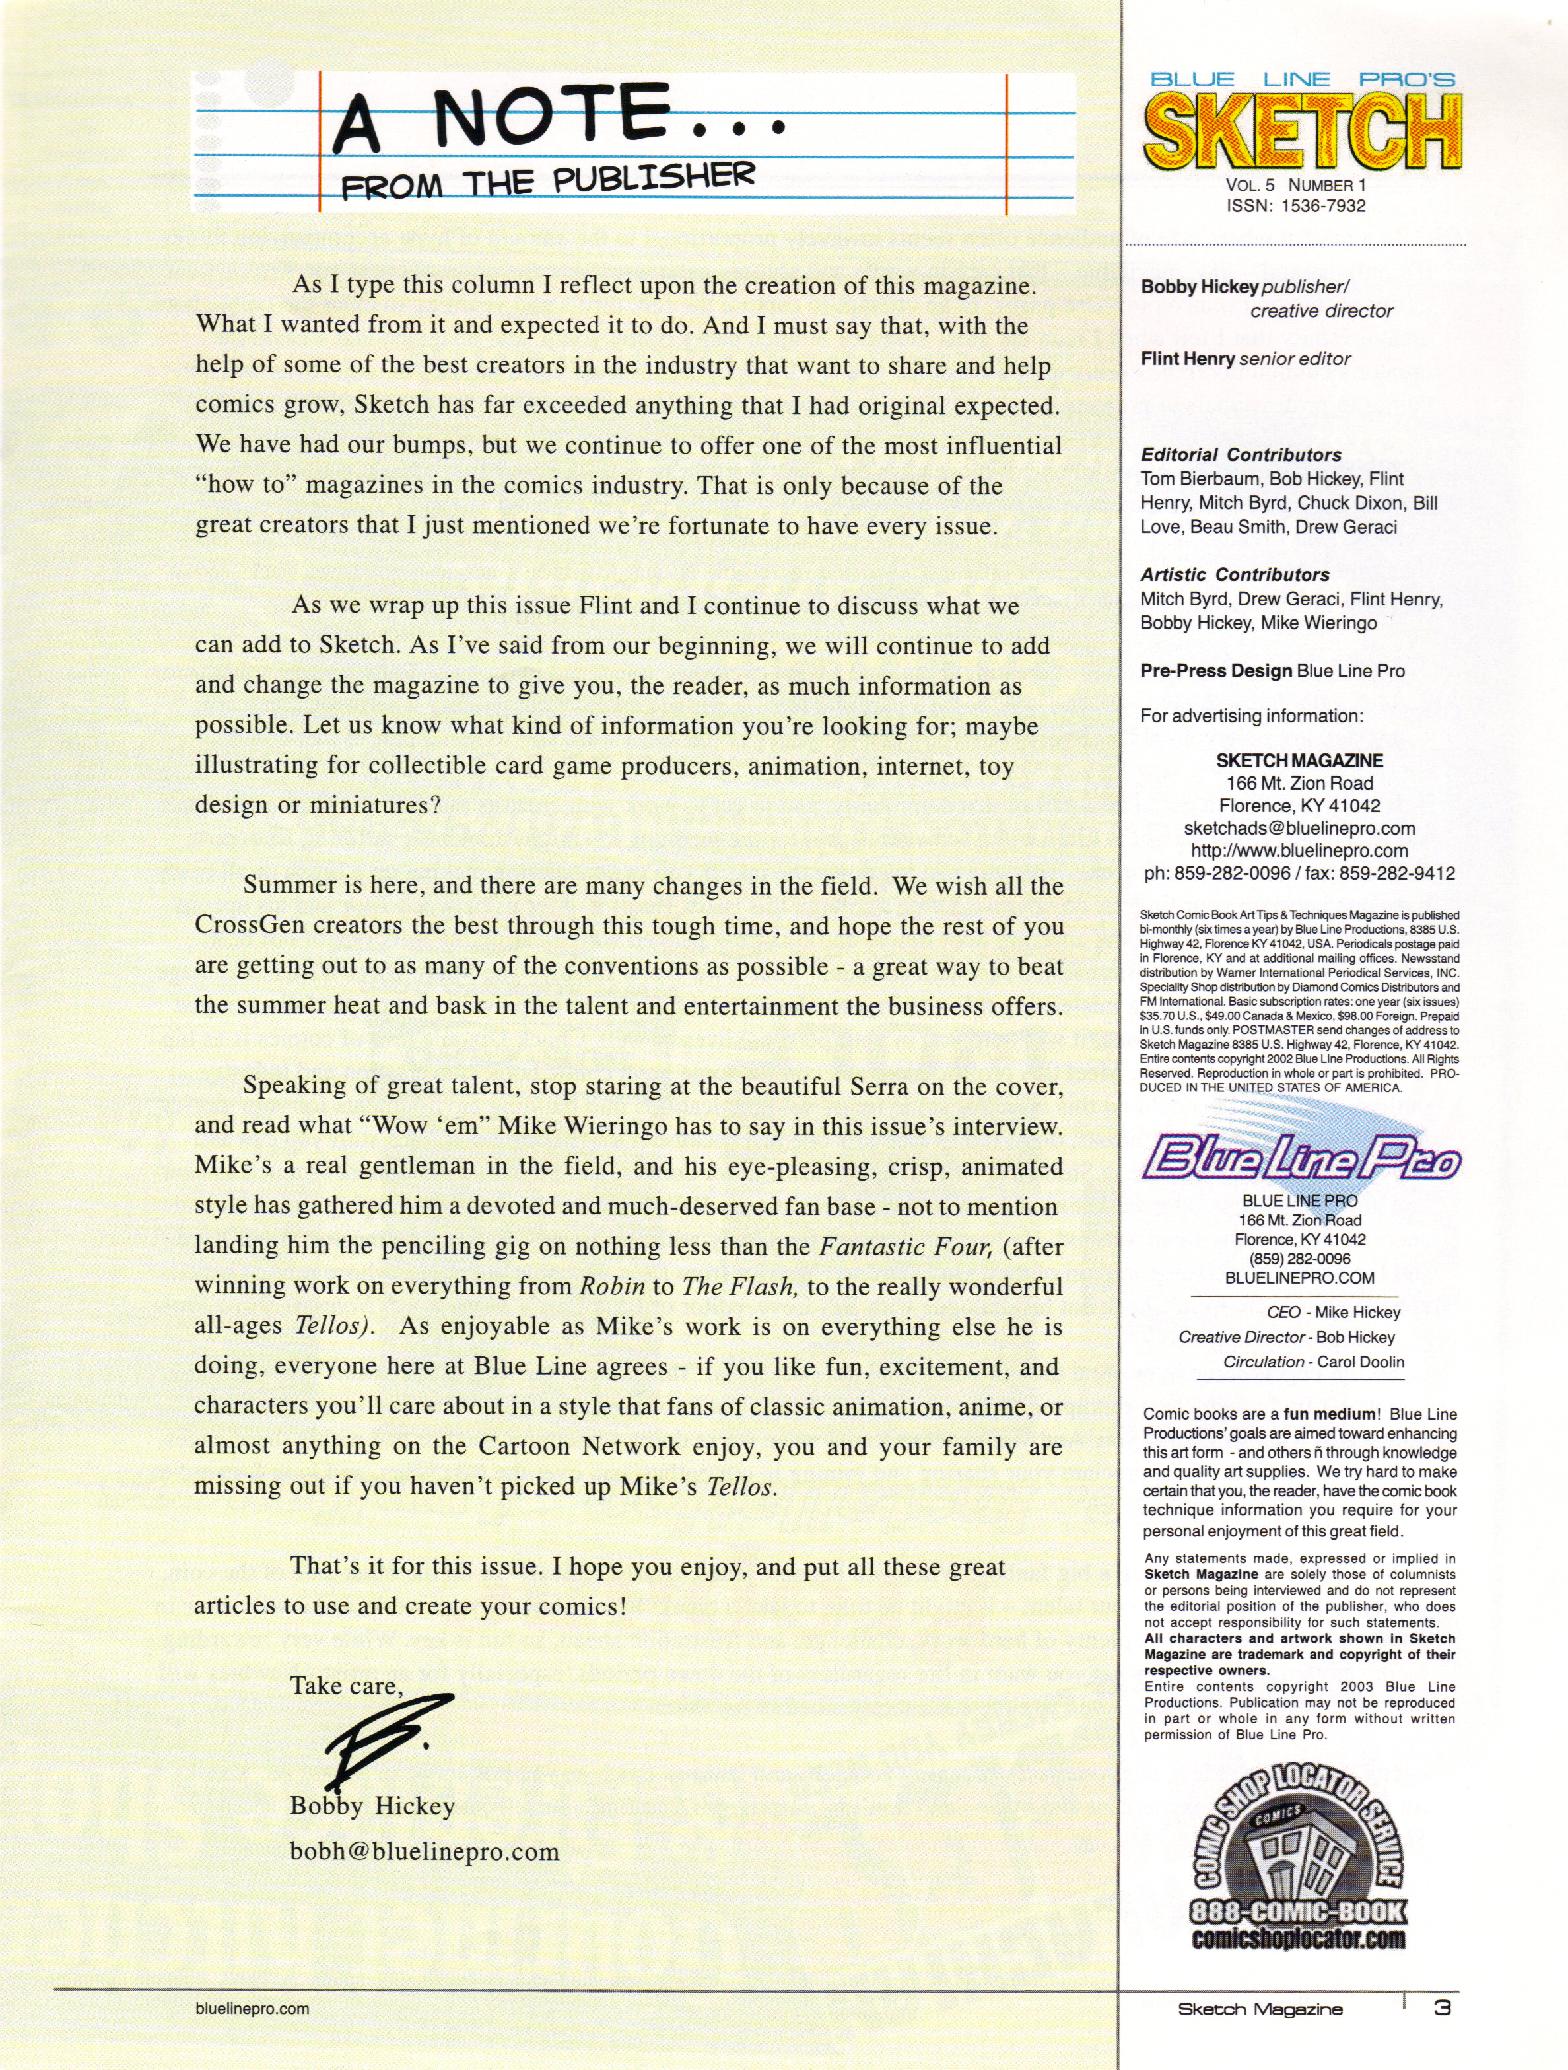 A NOTE...
FROM THE PUBLISHER
As I type this column I reflect upon the creation of this magazine.
What I wanted from it and expected it to do. And I must say that, with the
help of some of the best creators in the industry that want to share and help
comics grow, Sketch has far exceeded anything that I had original expected.
We have had our bumps, but we continue to offer one of the most influential
“how to” magazines in the comics industry. That is only because of the
great creators that I just mentioned we’re fortunate to have every issue.
As we wrap up this issue Flint and I continue to discuss what we
can add to Sketch. As I’ve said from our beginning, we will continue to add
and change the magazine to give you, the reader, as much information as
possible. Let us know what kind of information you’re looking for; maybe
illustrating for collectible card game producers, animation, internet, toy
design or miniatures?
Summer is here, and there are many changes in the field. We wish all the
CrossGen creators the best through this tough time, and hope the rest of you
are getting out to as many of the conventions as possible - a great way to beat
the summer heat and bask in the talent and entertainment the business offers.
Speaking of great talent, stop staring at the beautiful Serra on the cover,
and read what “Wow ‘em” Mike Wieringo has to say in this issue’s interview.
Mike’s a real gentleman in the field, and his eye-pleasing, crisp, animated
style has gathered him a devoted and much-deserved fan base - not to mention
landing him the penciling gig on nothing less than the Fantastic Four, (after
winning work on everything from Robin to The Flash, to the really wonderful
all-ages Tellos). As enjoyable as Mike’s work is on everything else he is
doing, everyone here at Blue Line agrees - if you like fun, excitement, and
characters you’ll care about in a style that fans of classic animation, anime, or
almost anything on the Cartoon Network enjoy, you and your family are
missing out if you haven’t picked up Mike’s Tellos.
That’s it for this issue. I hope you enjoy, and put all these great
articles to use and create your comics!
Take care,
B.
Bobby Hickey
bobh@bluelinepro.com
BLUE LINE PRO'S
SKETCH
VOL. 5 NUMBER 1
ISSN: 1536-7932
Bobby Hickey publisher/
creative director
Flint Henry senior editor
Editorial Contributors
Tom Bierbaum, Bob Hickey, Flint
Henry, Mitch Byrd, Chuck Dixon, Bill
Love, Beau Smith, Drew Geraci
Artistic Contributors
Mitch Byrd, Drew Geraci, Flint Henry,
Bobby Hickey, Mike Wieringo
Pre-Press Design Blue Line Pro
For advertising information:
SKETCH MAGAZINE
166 Mt. Zion Road
Florence, KY 41042
sketchads@bluelinepro.com
http://www.bluelinepro.com
ph: 859-282-0096 / fax: 859-282-9412
Sketch Comic Book Art Tips & Techniques Magazine is published
bi-monthly (six times a year) by Blue Line Productions, 8385 U.S.
Highway 42, Florence KY 41042, USA. Periodicals postage paid
in Florence, KY and at additional mailing offices. Newsstand
distribution by Warner International Periodical Services, INC.
Speciality Shop distribution by Diamond Comics Distributors and
FM International. Basic subscription rates: one year (six issues)
$35.70 U.S., $49.00 Canada & Mexico, $98.00 Foreign. Prepaid
in U.S. funds only. POSTMASTER send changes of address to
Sketch Magazine 8385 U.S. Highway 42, Florence, KY 41042.
Entire contents copyright 2002 Blue Line Productions. All Rights
Reserved. Reproduction in whole or part is prohibited. PRO-
DUCED IN THE UNITED STATES OF AMERICA.
Blue Line Pro
BLUE LINE PRO
166 Mt. Zion Road
Florence, KY 41042
(859) 282-0096
BLUELINEPRO.COM
CEO - Mike Hickey
Creative Director - Bob Hickey
Circulation - Carol Doolin
Comic books are a fun medium! Blue Line
Productions’ goals are aimed toward enhancing
this art form - and others ñ through knowledge
and quality art supplies. We try hard to make
certain that you, the reader, have the comic book
technique information you require for your
personal enjoyment of this great field.
Any statements made, expressed or implied in
Sketch Magazine are solely those of columnists
or persons being interviewed and do not represent
the editorial position of the publisher, who does
not accept responsibility for such statements.
All characters and artwork shown in Sketch
Magazine are trademark and copyright of their
respective owners.
Entire contents copyright 2003 Blue Line
Productions. Publication may not be reproduced
in part or whole in any form without written
permission of Blue Line Pro.
COMIC SHOP LOCATOR SERVICE
COMICS
888-COMIC-BOOK
comicshoplocator.com
bluelinepro.com
Sketch Magazine 3